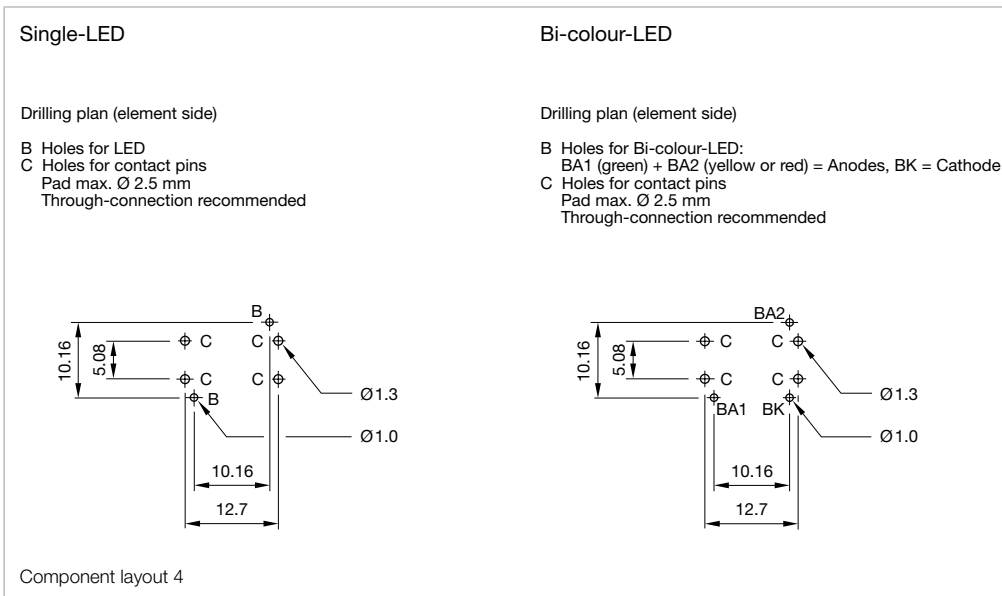 Single-LED
Drilling plan (element side)
B Holes for LED
C Holes for contact pins
Pad max. Ø 2.5 mm
Through-connection recommended
B
C C
C C
B
10.16
5.08
Ø1.3
Ø1.0
10.16
12.7
Bi-colour-LED
Drilling plan (element side)
B Holes for Bi-colour-LED:
BA1 (green) + BA2 (yellow or red) = Anodes, BK = Cathode
C Holes for contact pins
Pad max. Ø 2.5 mm
Through-connection recommended
BA2
C C
C C
BA1 BK
10.16
5.08
Ø1.3
Ø1.0
10.16
12.7
Component layout 4